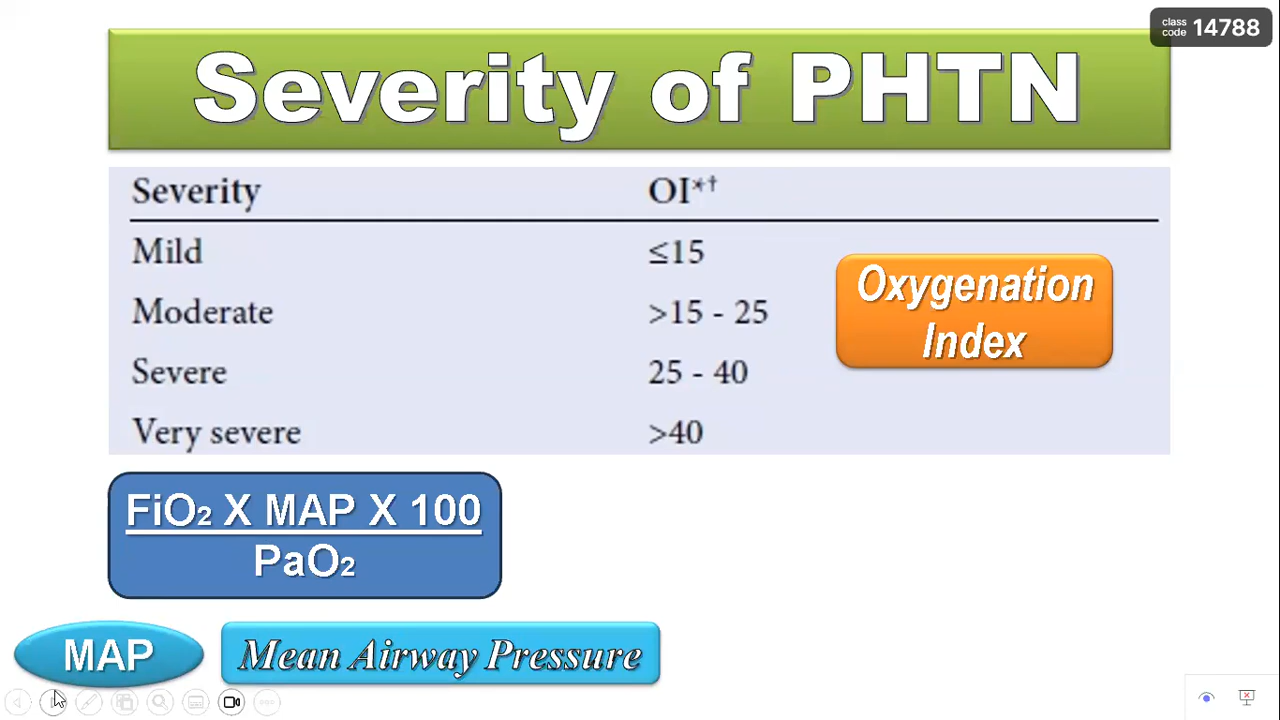 class code 14788
Severity of PHTN
Severity OI*†
Mild ≤15
Moderate >15 - 25
Severe 25 - 40
Very severe >40
Oxygenation
Index
FiO₂ X MAP X 100
PaO₂
MAP Mean Airway Pressure